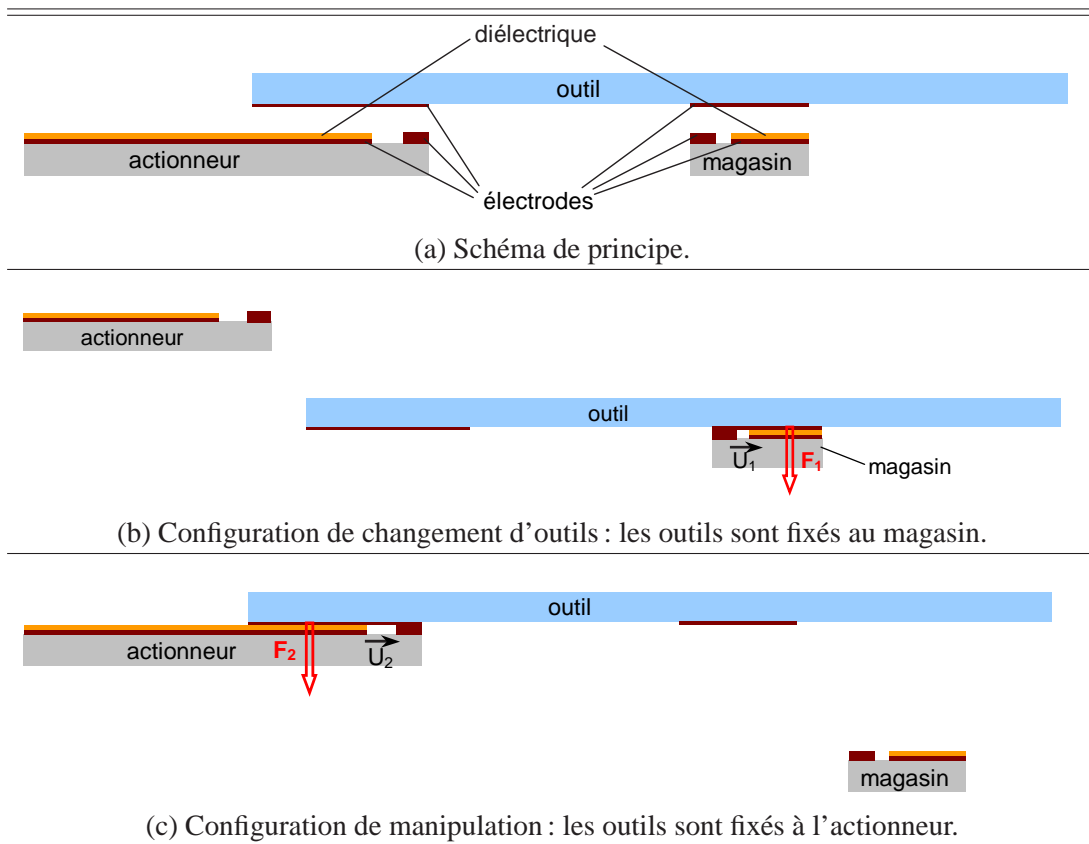 diélectrique
outil
actionneur
magasin
électrodes
(a) Schéma de principe.
actionneur
outil
U1
F1
magasin
(b) Configuration de changement d'outils : les outils sont fixés au magasin.
outil
actionneur
F2
U2
magasin
(c) Configuration de manipulation : les outils sont fixés à l'actionneur.